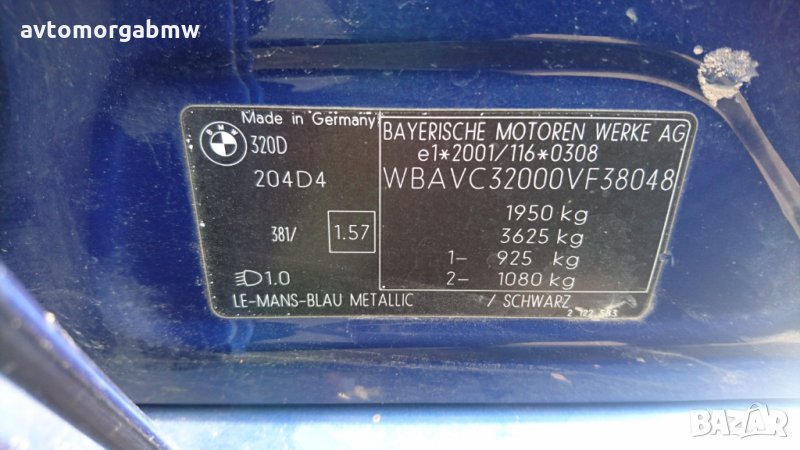 avtomorgabmw
Made in Germany
BMW
320D
204D4
381/ 1.57
1.0
LE-MANS-BLAU METALLIC / SCHWARZ
BAYERISCHE MOTOREN WERKE AG
e1*2001/116*0308
WBAVC32000VF38048
1950 kg
3625 kg
1- 925 kg
2- 1080 kg
BAZAR